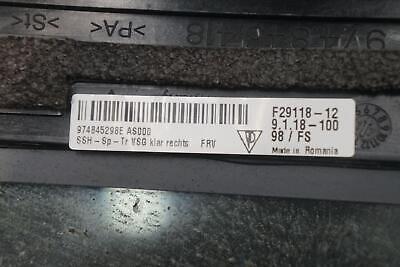 >St<
>PA<
974845298E AS000
SSH - Sp - Tr VSG klar rechts FRV
F29118-12
9.1.18-100
98 / FS
Made in Romania